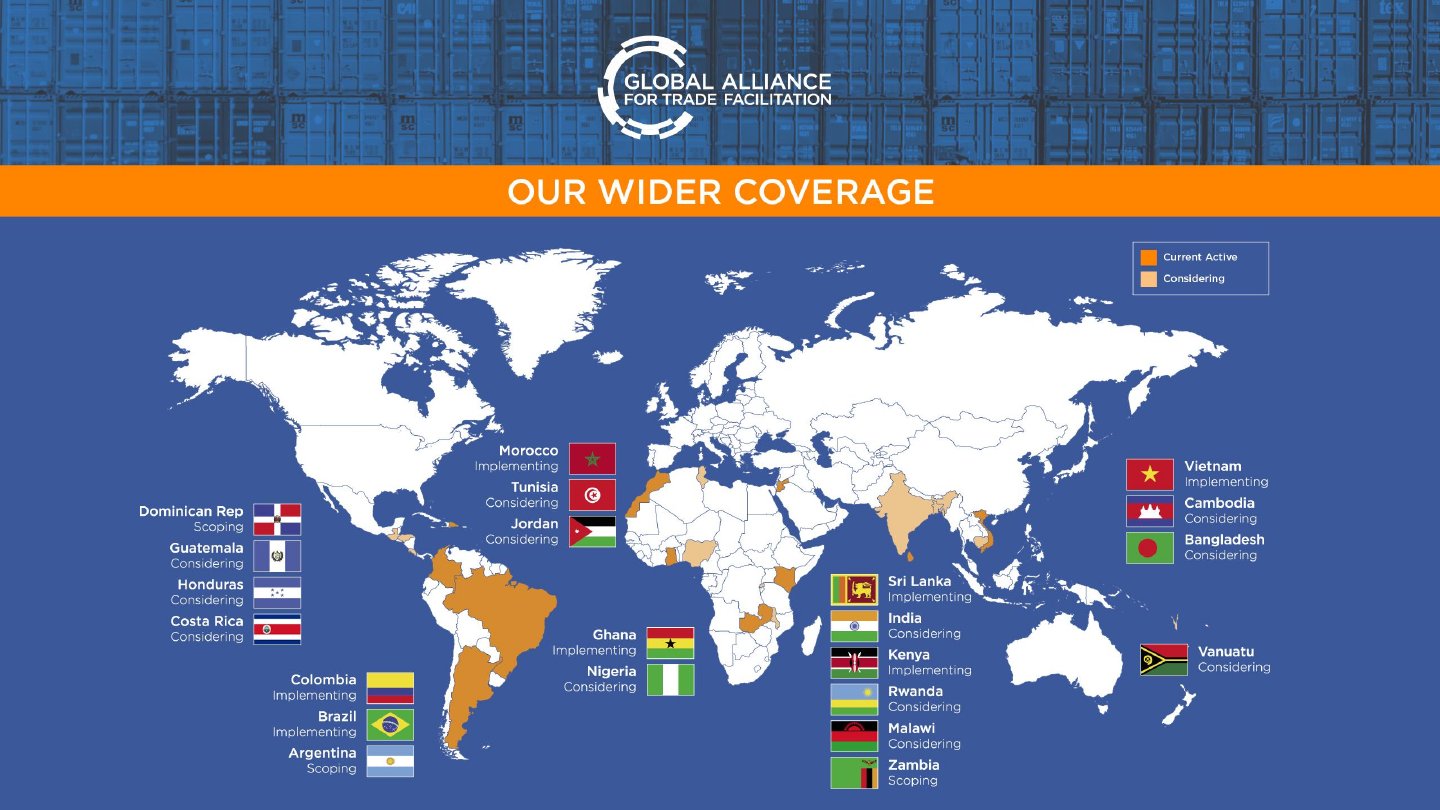 GLOBAL ALLIANCE
FOR TRADE FACILITATION
OUR WIDER COVERAGE
Current Active
Considering
Morocco
Implementing
Tunisia
Considering
Jordan
Considering
Dominican Rep
Scoping
Guatemala
Considering
Honduras
Considering
Costa Rica
Considering
Colombia
Implementing
Brazil
Implementing
Argentina
Scoping
Ghana
Implementing
Nigeria
Considering
Sri Lanka
Implementing
India
Considering
Kenya
Implementing
Rwanda
Considering
Malawi
Considering
Zambia
Scoping
Vietnam
Implementing
Cambodia
Considering
Bangladesh
Considering
Vanuatu
Considering